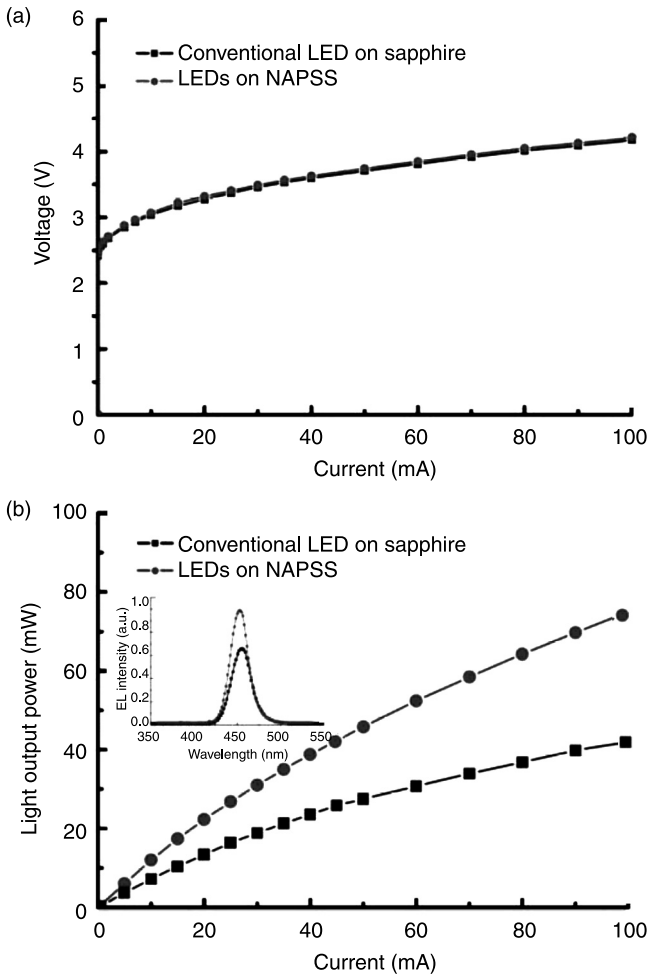 (a)
6
5
4
3
2
1
0
Voltage (V)
Conventional LED on sapphire
LEDs on NAPSS
0 20 40 60 80 100
Current (mA)
(b)
100
80
60
40
20
0
Light output power (mW)
Conventional LED on sapphire
LEDs on NAPSS
1.0
0.8
0.6
0.4
0.2
0.0
EL intensity (a.u.)
350 400 450 500 550
Wavelength (nm)
0 20 40 60 80 100
Current (mA)